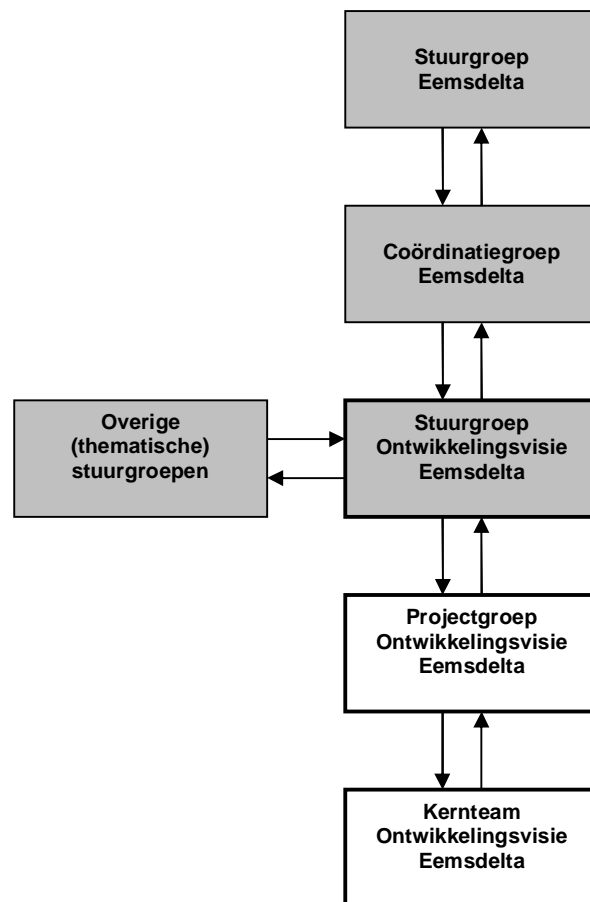 Stuurgroep
Eemsdelta
Coördinatiegroep
Eemsdelta
Overige
(thematische)
stuurgroepen
Stuurgroep
Ontwikkelingsvisie
Eemsdelta
Projectgroep
Ontwikkelingsvisie
Eemsdelta
Kernteam
Ontwikkelingsvisie
Eemsdelta